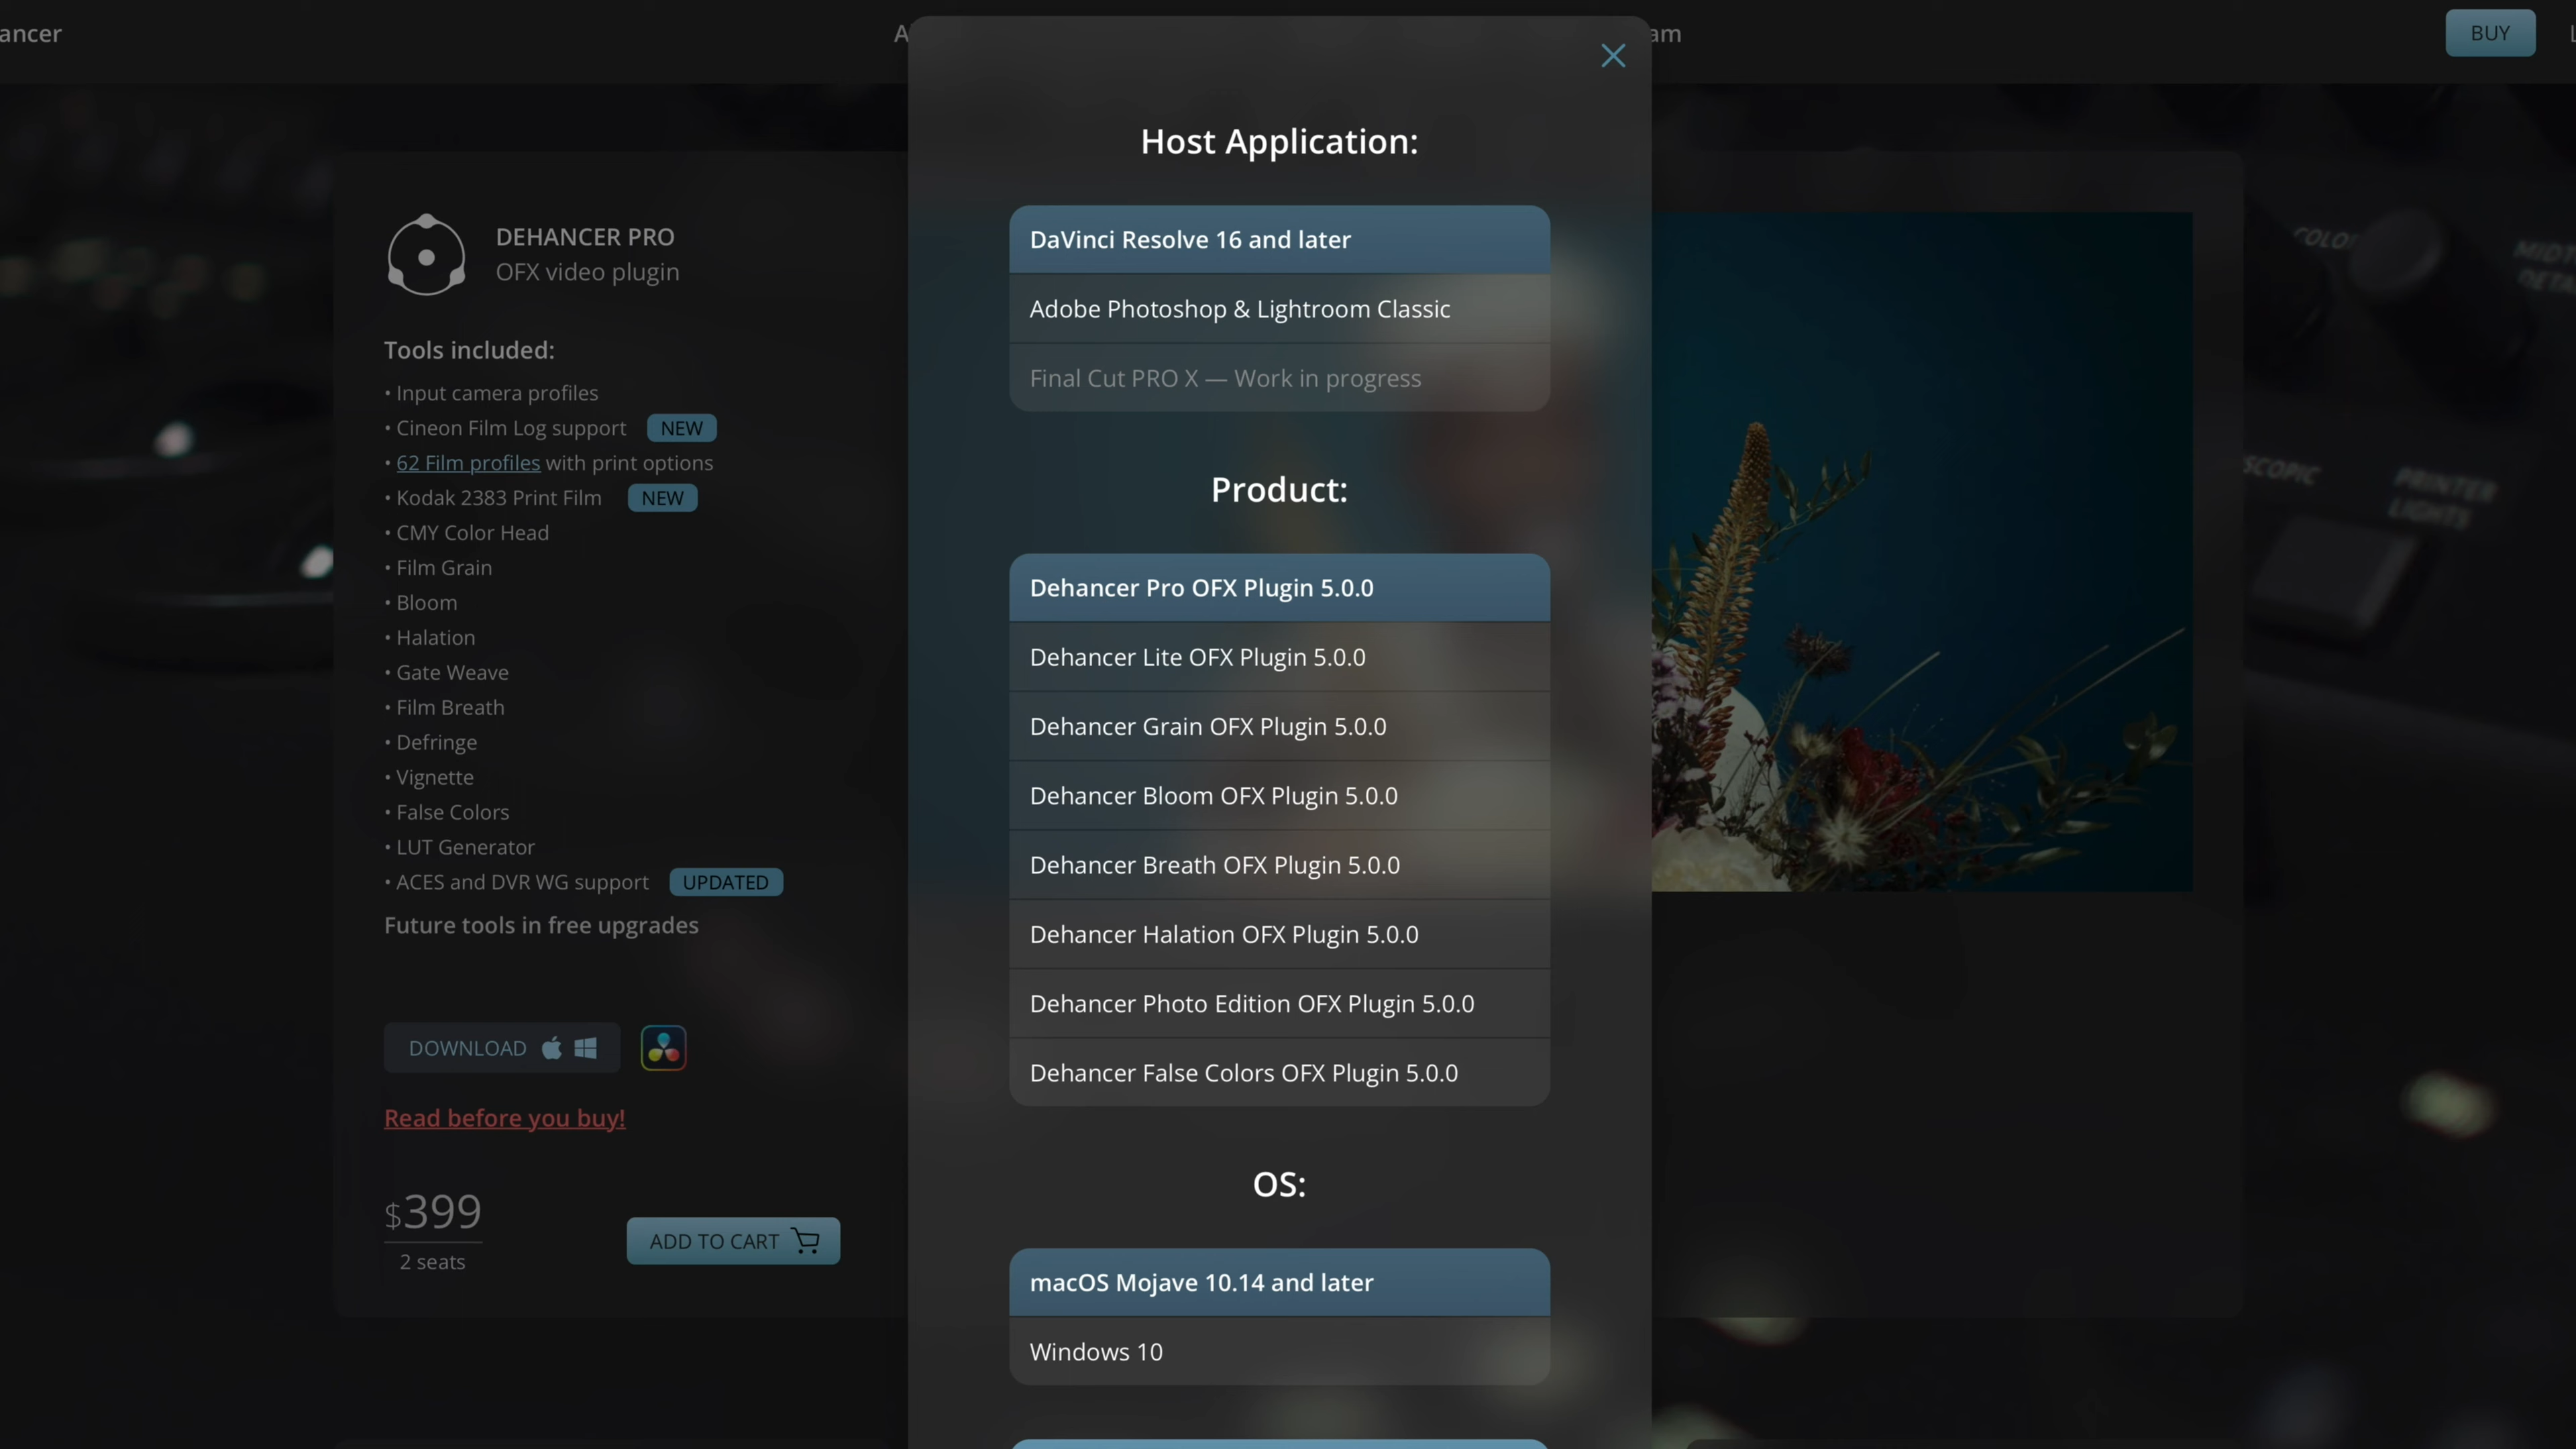 ancer
am
BUY
DEHANCER PRO
OFX video plugin
Tools included:
• Input camera profiles
• Cineon Film Log support NEW
• 62 Film profiles with print options
• Kodak 2383 Print Film NEW
• CMY Color Head
• Film Grain
• Bloom
• Halation
• Gate Weave
• Film Breath
• Defringe
• Vignette
• False Colors
• LUT Generator
• ACES and DVR WG support UPDATED
Future tools in free upgrades
DOWNLOAD
Read before you buy!
$399
2 seats
ADD TO CART
Host Application:
DaVinci Resolve 16 and later
Adobe Photoshop & Lightroom Classic
Final Cut PRO X — Work in progress
Product:
Dehancer Pro OFX Plugin 5.0.0
Dehancer Lite OFX Plugin 5.0.0
Dehancer Grain OFX Plugin 5.0.0
Dehancer Bloom OFX Plugin 5.0.0
Dehancer Breath OFX Plugin 5.0.0
Dehancer Halation OFX Plugin 5.0.0
Dehancer Photo Edition OFX Plugin 5.0.0
Dehancer False Colors OFX Plugin 5.0.0
OS:
macOS Mojave 10.14 and later
Windows 10
PRINTER
LIGHTS